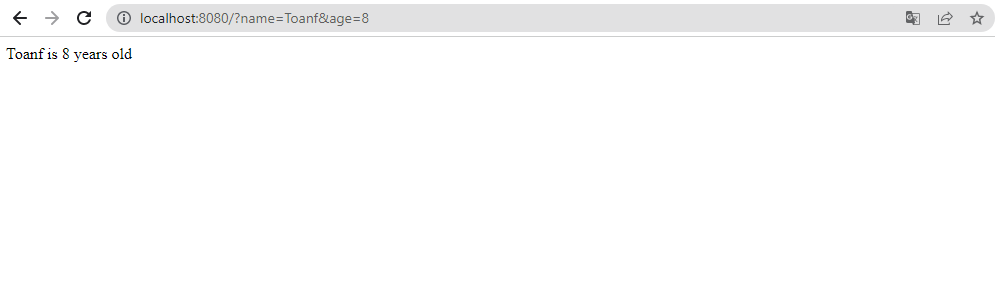 localhost:8080/?name=Toanf&age=8
Toanf is 8 years old